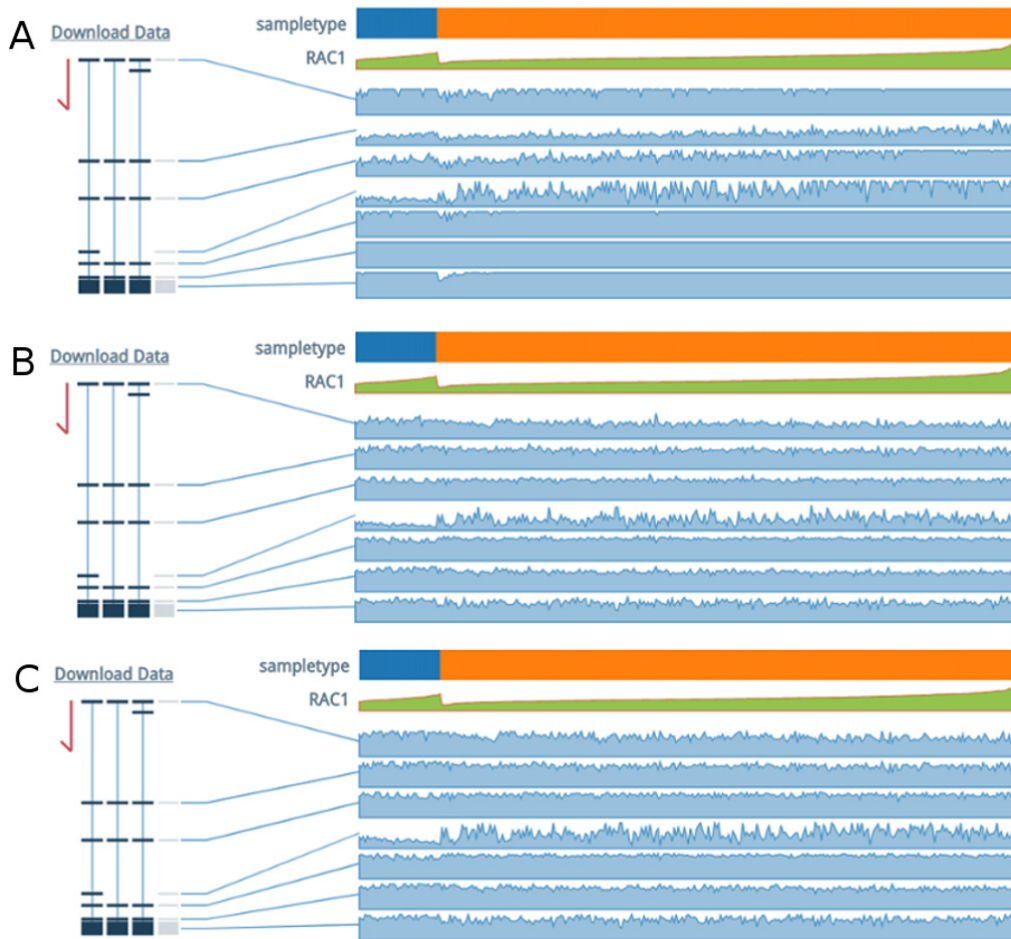 A
Download Data
sampletype
RAC1
B
Download Data
sampletype
RAC1
C
Download Data
sampletype
RAC1